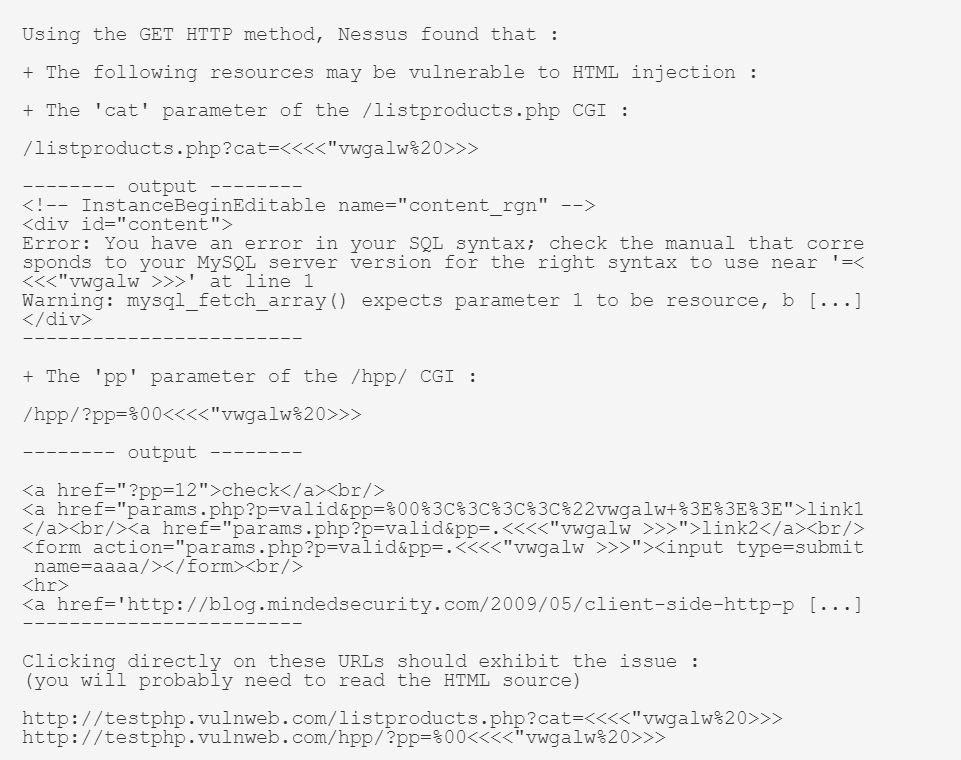 Using the GET HTTP method, Nessus found that :
+ The following resources may be vulnerable to HTML injection :
+ The 'cat' parameter of the /listproducts.php CGI :
/listproducts.php?cat=<<<<"vwgalw%20>>>
-------- output --------
<!-- InstanceBeginEditable name="content_rgn" -->
<div id="content">
Error: You have an error in your SQL syntax; check the manual that corre
sponds to your MySQL server version for the right syntax to use near '=<
<<<"vwgalw >>>' at line 1
Warning: mysql_fetch_array() expects parameter 1 to be resource, b [...]
</div>
------------------------
+ The 'pp' parameter of the /hpp/ CGI :
/hpp/?pp=%00<<<<"vwgalw%20>>>
-------- output --------
<a href="?pp=12">check</a><br/>
<a href="params.php?p=valid&pp=%00%3C%3C%3C%3C%22vwgalw+%3E%3E%3E">link1
</a><br/><a href="params.php?p=valid&pp=.<<<<"vwgalw >>>">link2</a><br/>
<form action="params.php?p=valid&pp=.<<<<"vwgalw >>>"><input type=submit
 name=aaaa/></form><br/>
<hr>
<a href='http://blog.mindedsecurity.com/2009/05/client-side-http-p [...]
------------------------
Clicking directly on these URLs should exhibit the issue :
(you will probably need to read the HTML source)
http://testphp.vulnweb.com/listproducts.php?cat=<<<<"vwgalw%20>>>
http://testphp.vulnweb.com/hpp/?pp=%00<<<<"vwgalw%20>>>